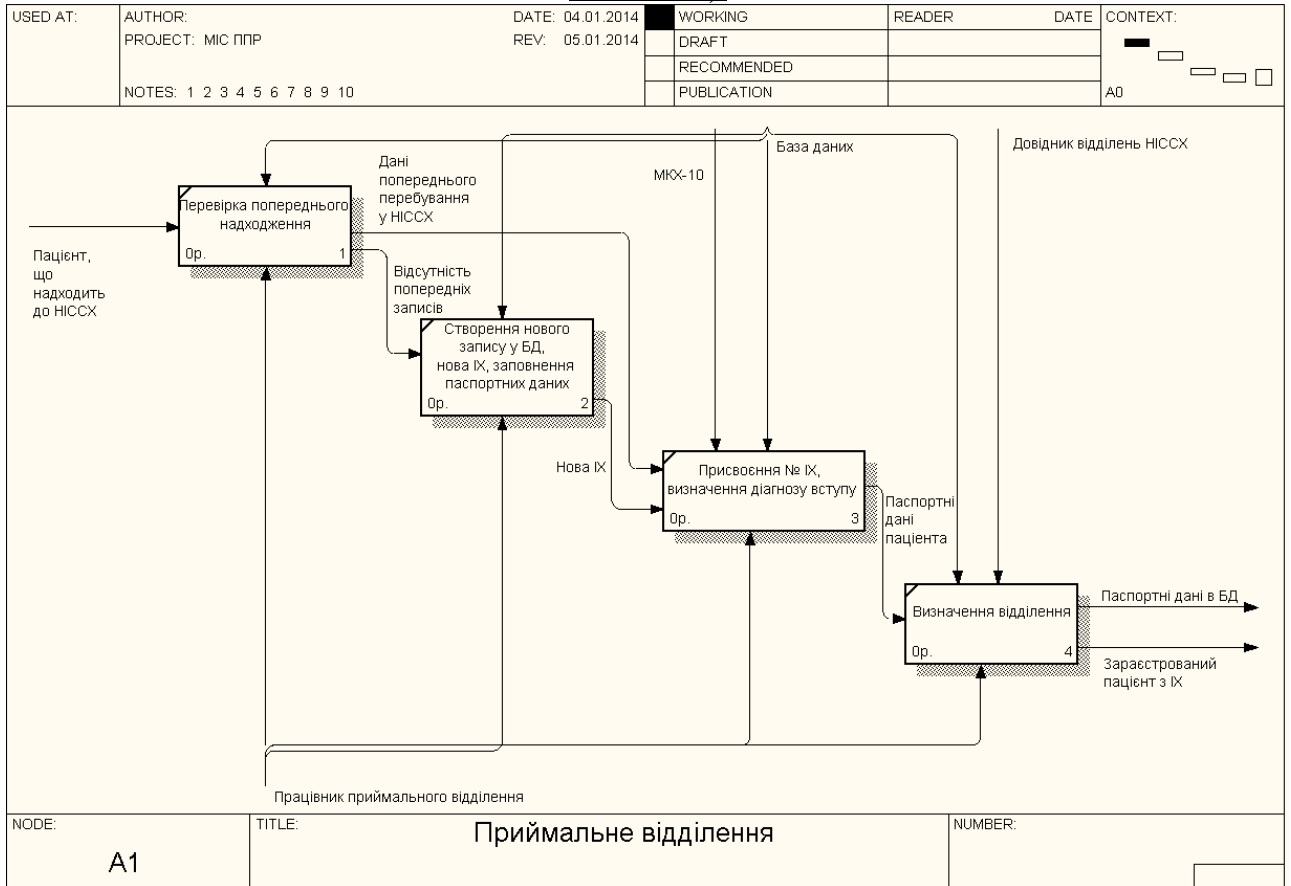 USED AT:
AUTHOR:
DATE: 04.01.2014
PROJECT: МІС ППР
REV: 05.01.2014
NOTES: 1 2 3 4 5 6 7 8 9 10
WORKING
DRAFT
RECOMMENDED
PUBLICATION
READER
DATE
CONTEXT:
A0
База даних
Довідник відділень НІССХ
МКХ-10
Дані
попереднього
перебування
у НІССХ
Перевірка попереднього
надходження
0р.
1
Пацієнт,
що
надходить
до НІССХ
Відсутність
попередніх
записів
Створення нового
запису у БД,
нова ІХ, заповнення
паспортних даних
0р.
2
Нова ІХ
Присвоєння № ІХ,
визначення діагнозу вступу
0р.
3
Паспортні
дані
пацієнта
Визначення відділення
0р.
4
Паспортні дані в БД
Зараєстрований
пацієнт з ІХ
Працівник приймального відділення
NODE:
A1
TITLE:
Приймальне відділення
NUMBER: